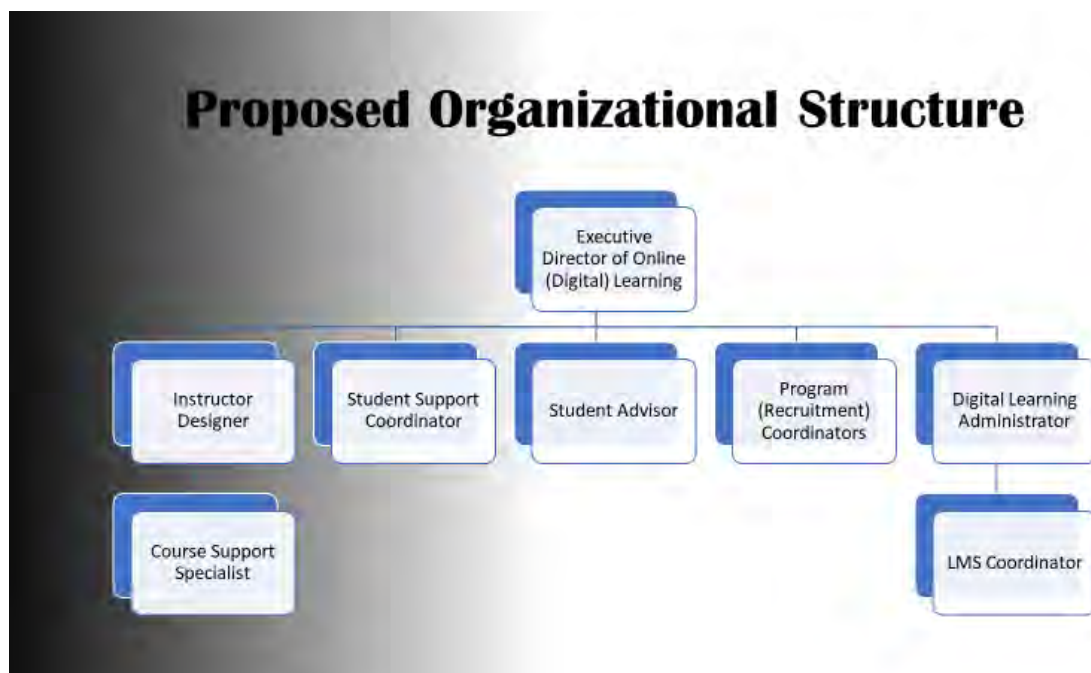 Proposed Organizational Structure
Executive
Director of Online
(Digital) Learning
Instructor
Designer
Student Support
Coordinator
Student Advisor
Program
(Recruitment)
Coordinators
Digital Learning
Administrator
Course Support
Specialist
LMS Coordinator